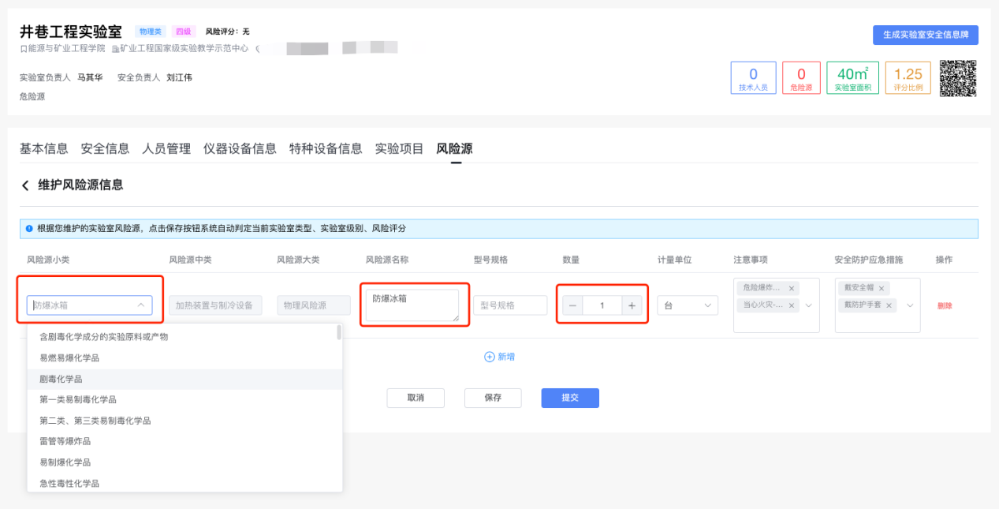 井巷工程实验室 物理类 四级 风险评分：无
生成实验室安全信息牌
能源与矿业工程学院 矿业工程国家级实验教学示范中心
实验室负责人 马其华 安全负责人 刘江伟
危险源
0 技术人员
0 危险源
40m² 实验室面积
1.25 评分比例
基本信息 安全信息 人员管理 仪器设备信息 特种设备信息 实验项目 风险源
维护风险源信息
根据您维护的实验室风险源，点击保存按钮系统自动判定当前实验室类型、实验室级别、风险评分
风险源小类 风险源中类 风险源大类 风险源名称 型号规格 数量 计量单位 注意事项 安全防护应急措施 操作
防爆冰箱 加热装置与制冷设备 物理风险源 防爆冰箱 型号规格 1 台
危险爆炸...
当心火灾-...
戴安全帽
戴防护手套
删除
含剧毒化学成分的实验原料或产物
易燃易爆化学品
剧毒化学品
第一类易制毒化学品
第二类、第三类易制毒化学品
雷管等爆炸品
易制爆化学品
急性毒性化学品
新增
取消 保存 提交